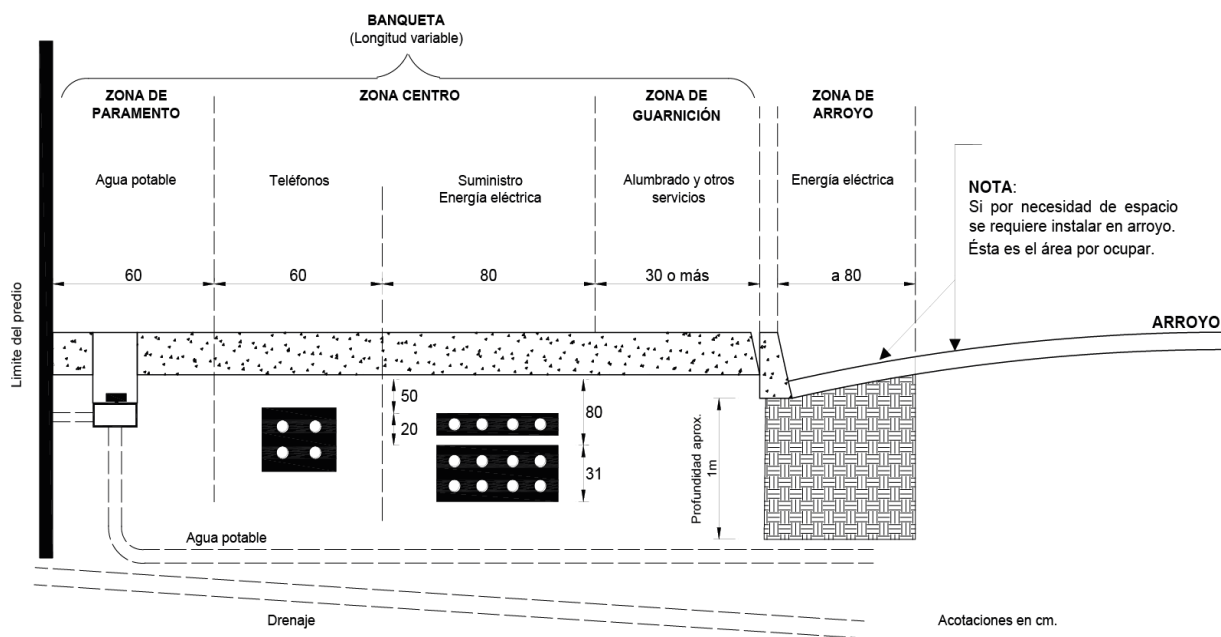 BANQUETA
(Longitud variable)
ZONA DE
PARAMENTO
ZONA CENTRO
ZONA DE
GUARNICIÓN
ZONA DE
ARROYO
Agua potable
Teléfonos
Suministro
Energía eléctrica
Alumbrado y otros
servicios
Energía eléctrica
NOTA:
Si por necesidad de espacio
se requiere instalar en arroyo.
Ésta es el área por ocupar.
60
60
80
30 o más
a 80
Limite del predio
ARROYO
50
20
80
31
Profundidad aprox.
1m
Agua potable
Drenaje
Acotaciones en cm.